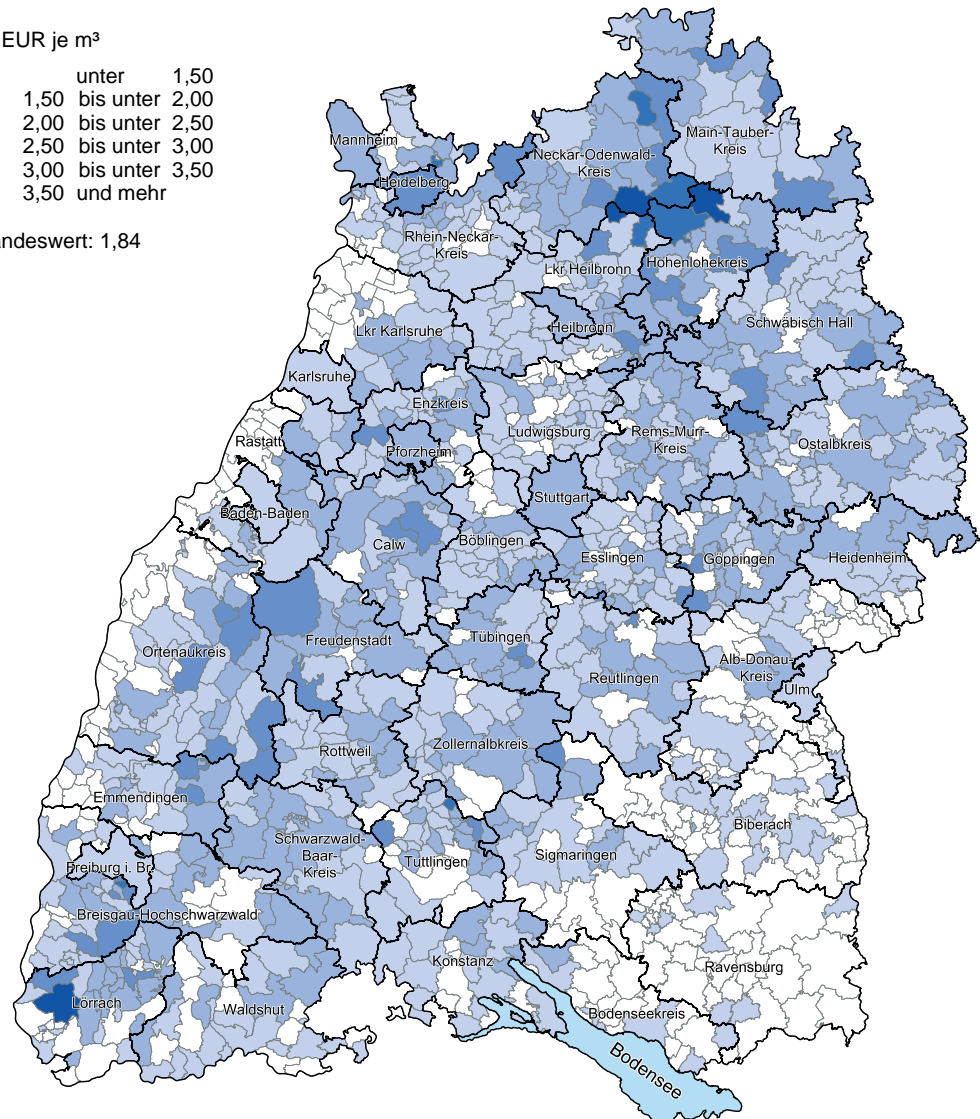 EUR je m³
unter 1,50
1,50 bis unter 2,00
2,00 bis unter 2,50
2,50 bis unter 3,00
3,00 bis unter 3,50
3,50 und mehr
andeswert: 1,84
Mannheim
Main-Tauber-
Kreis
Neckar-Odenwald-
Kreis
Heidelberg
Rhein-Neckar-
Kreis
Lkr Heilbronn
Hohenlohekreis
Lkr Karlsruhe
Heilbronn
Schwäbisch Hall
Karlsruhe
Enzkreis
Ludwigsburg
Rems-Murr-
Kreis
Rastatt
Pforzheim
Ostalbkreis
Stuttgart
Baden-Baden
Calw
Böblingen
Esslingen
Göppingen
Heidenheim
Freudenstadt
Tübingen
Ortenaukreis
Reutlingen
Alb-Donau-
Kreis
Ulm
Rottweil
Zollernalbkreis
Emmendingen
Biberach
Schwarzwald-
Baar-
Kreis
Tuttlingen
Sigmaringen
Freiburg i. Br.
Breisgau-Hochschwarzwald
Konstanz
Ravensburg
Lörrach
Waldshut
Bodenseekreis
Bodensee